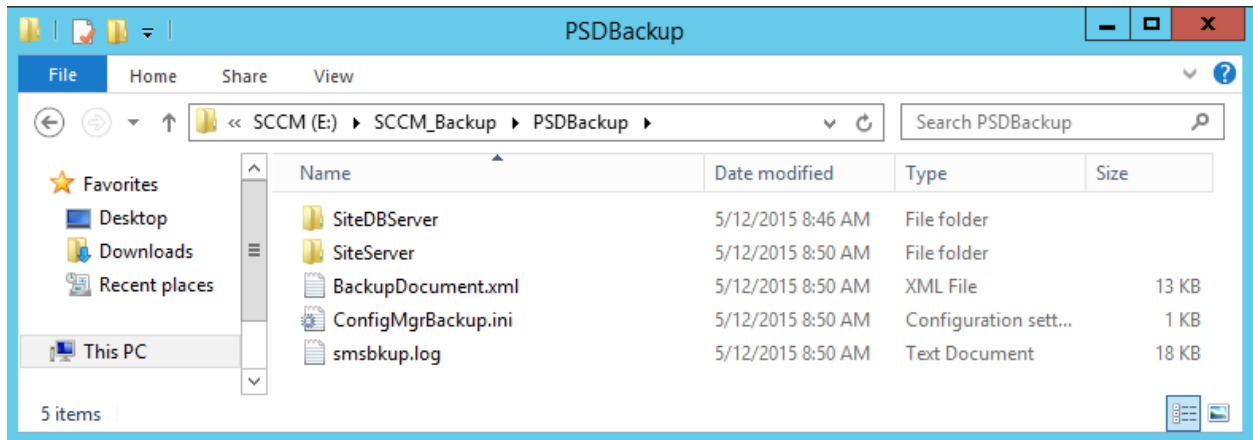 PSDBackup
File Home Share View
« SCCM (E:) SCCM_Backup PSDBackup Search PSDBackup
Name Date modified Type Size
Favorites
Desktop
Downloads
Recent places
This PC
SiteDBServer 5/12/2015 8:46 AM File folder
SiteServer 5/12/2015 8:50 AM File folder
BackupDocument.xml 5/12/2015 8:50 AM XML File 13 KB
ConfigMgrBackup.ini 5/12/2015 8:50 AM Configuration sett... 1 KB
smsbkup.log 5/12/2015 8:50 AM Text Document 18 KB
5 items